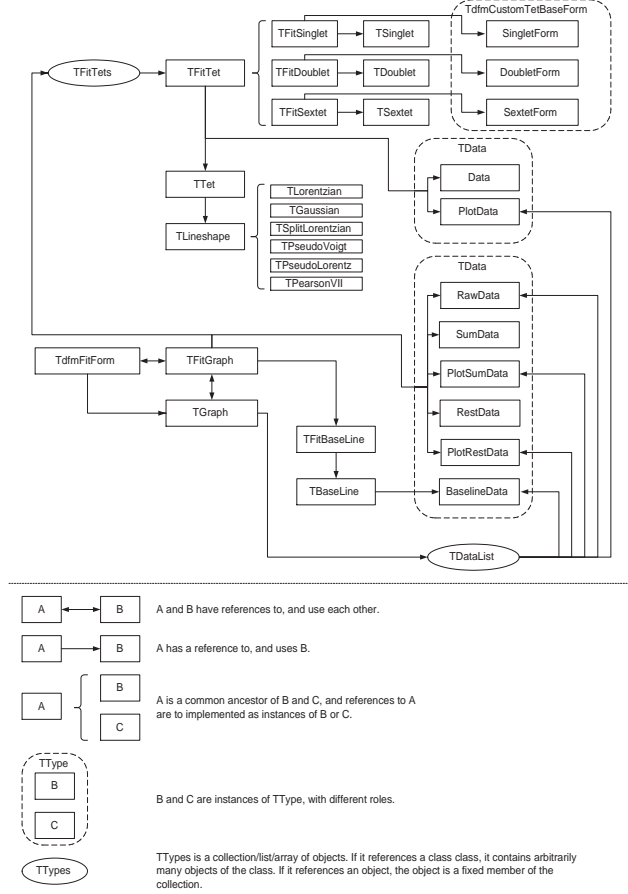 TdfmCustomTetBaseForm
TFitSinglet
TSinglet
SingletForm
TFitTets
TFitTet
TFitDoublet
TDoublet
DoubletForm
TFitSextet
TSextet
SextetForm
TData
Data
PlotData
TTet
TLineshape
TLorentzian
TGaussian
TSplitLorentzian
TPseudoVoigt
TPseudoLorentz
TPearsonVII
TData
RawData
SumData
PlotSumData
RestData
PlotRestData
BaselineData
TdfmFitForm
TFitGraph
TGraph
TFitBaseLine
TBaseLine
TDataList
A
B
A and B have references to, and use each other.
A
B
A has a reference to, and uses B.
A
B
C
A is a common ancestor of B and C, and references to A
are to implemented as instances of B or C.
TType
B
C
B and C are instances of TType, with different roles.
TTypes
TTypes is a collection/list/array of objects. If it references a class class, it contains arbitrarily
many objects of the class. If it references an object, the object is a fixed member of the
collection.